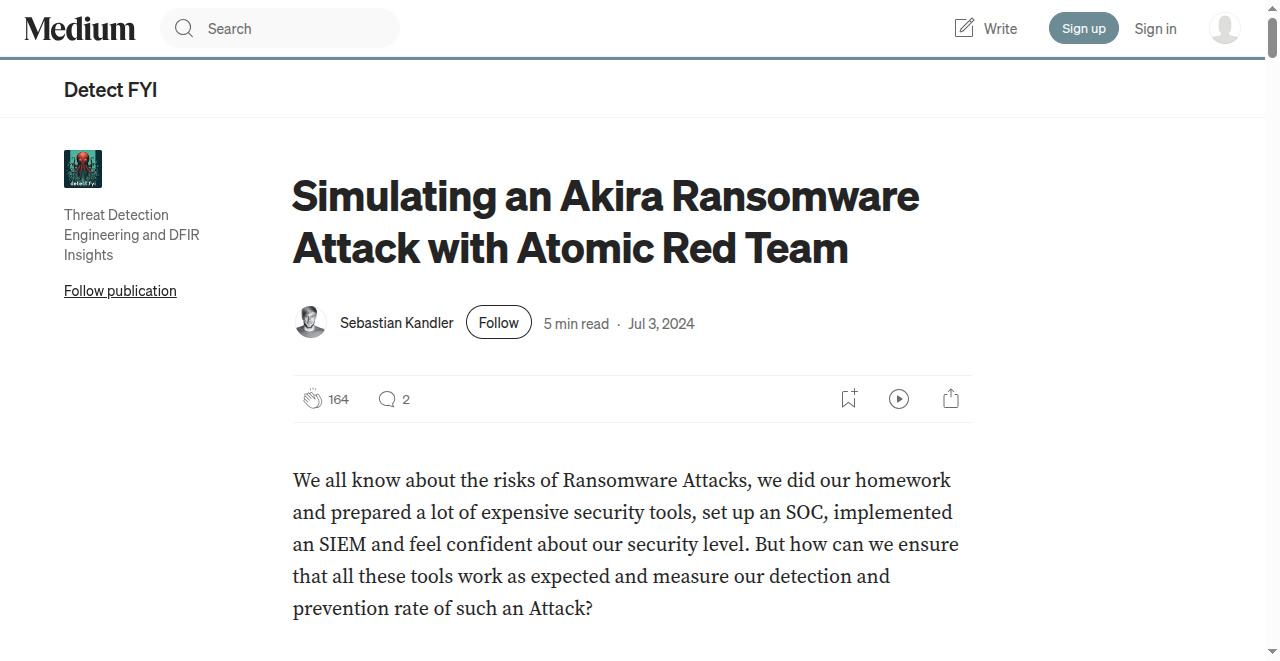 Medium
Search
Write
Sign up
Sign in
Detect FYI
detect fyi
Threat Detection
Engineering and DFIR
Insights
Follow publication
Simulating an Akira Ransomware
Attack with Atomic Red Team
Sebastian Kandler
Follow
5 min read · Jul 3, 2024
164
2
We all know about the risks of Ransomware Attacks, we did our homework
and prepared a lot of expensive security tools, set up an SOC, implemented
an SIEM and feel confident about our security level. But how can we ensure
that all these tools work as expected and measure our detection and
prevention rate of such an Attack?